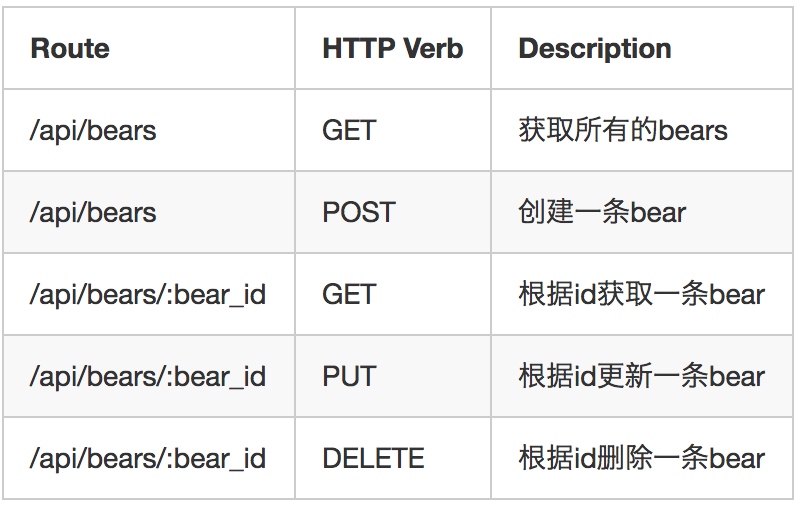 Route HTTP Verb Description
/api/bears GET 获取所有的bears
/api/bears POST 创建一条bear
/api/bears/:bear_id GET 根据id获取一条bear
/api/bears/:bear_id PUT 根据id更新一条bear
/api/bears/:bear_id DELETE 根据id删除一条bear